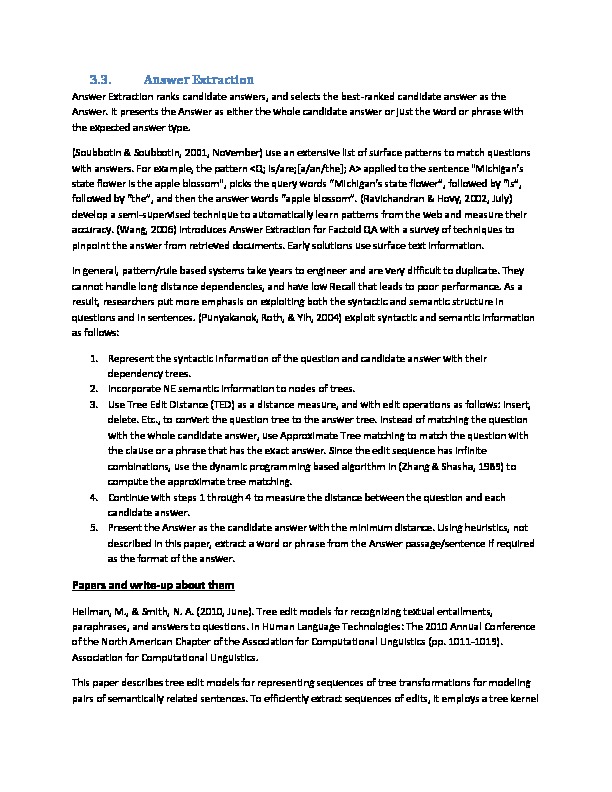 3.3. Answer Extraction
Answer Extraction ranks candidate answers, and selects the best-ranked candidate answer as the
Answer. It presents the Answer as either the whole candidate answer or just the word or phrase with
the expected answer type.
(Soubbotin & Soubbotin, 2001, November) use an extensive list of surface patterns to match questions
with answers. For example, the pattern <Q; is/are;[a/an/the]; A> applied to the sentence "Michigan's
state flower is the apple blossom", picks the query words "Michigan's state flower", followed by "is",
followed by "the", and then the answer words "apple blossom". (Ravichandran & Hovy, 2002, July)
develop a semi-supervised technique to automatically learn patterns from the web and measure their
accuracy. (Wang, 2006) introduces Answer Extraction for Factoid QA with a survey of techniques to
pinpoint the answer from retrieved documents. Early solutions use surface text information.
In general, pattern/rule based systems take years to engineer and are very difficult to duplicate. They
cannot handle long distance dependencies, and have low Recall that leads to poor performance. As a
result, researchers put more emphasis on exploiting both the syntactic and semantic structure in
questions and in sentences. (Punyakanok, Roth, & Yih, 2004) exploit syntactic and semantic information
as follows:
1. Represent the syntactic information of the question and candidate answer with their
dependency trees.
2. Incorporate NE semantic information to nodes of trees.
3. Use Tree Edit Distance (TED) as a distance measure, and with edit operations as follows: insert,
delete. Etc., to convert the question tree to the answer tree. Instead of matching the question
with the whole candidate answer, use Approximate Tree matching to match the question with
the clause or a phrase that has the exact answer. Since the edit sequence has infinite
combinations, use the dynamic programming based algorithm in (Zhang & Shasha, 1989) to
compute the approximate tree matching.
4. Continue with steps 1 through 4 to measure the distance between the question and each
candidate answer.
5. Present the Answer as the candidate answer with the minimum distance. Using heuristics, not
described in this paper, extract a word or phrase from the Answer passage/sentence if required
as the format of the answer.
Papers and write-up about them
Heilman, M., & Smith, N. A. (2010, June). Tree edit models for recognizing textual entailments,
paraphrases, and answers to questions. In Human Language Technologies: The 2010 Annual Conference
of the North American Chapter of the Association for Computational Linguistics (pp. 1011-1019).
Association for Computational Linguistics.
This paper describes tree edit models for representing sequences of tree transformations for modeling
pairs of semantically related sentences. To efficiently extract sequences of edits, it employs a tree kernel